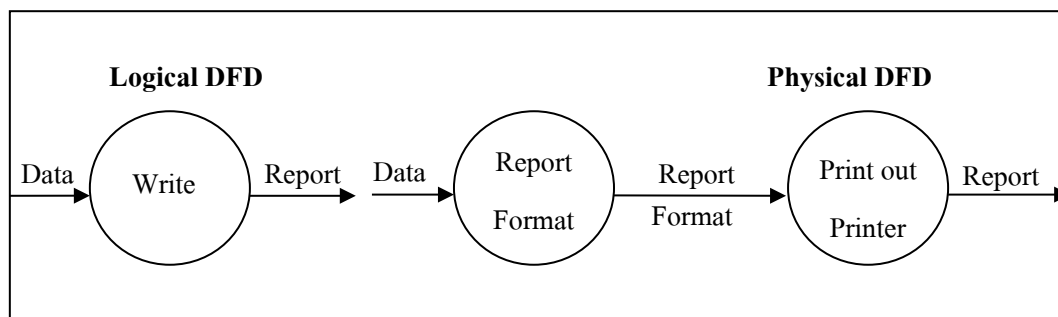 Logical DFD
Physical DFD
Data
Write
Report
Data
Report
Format
Report
Format
Print out
Printer
Report